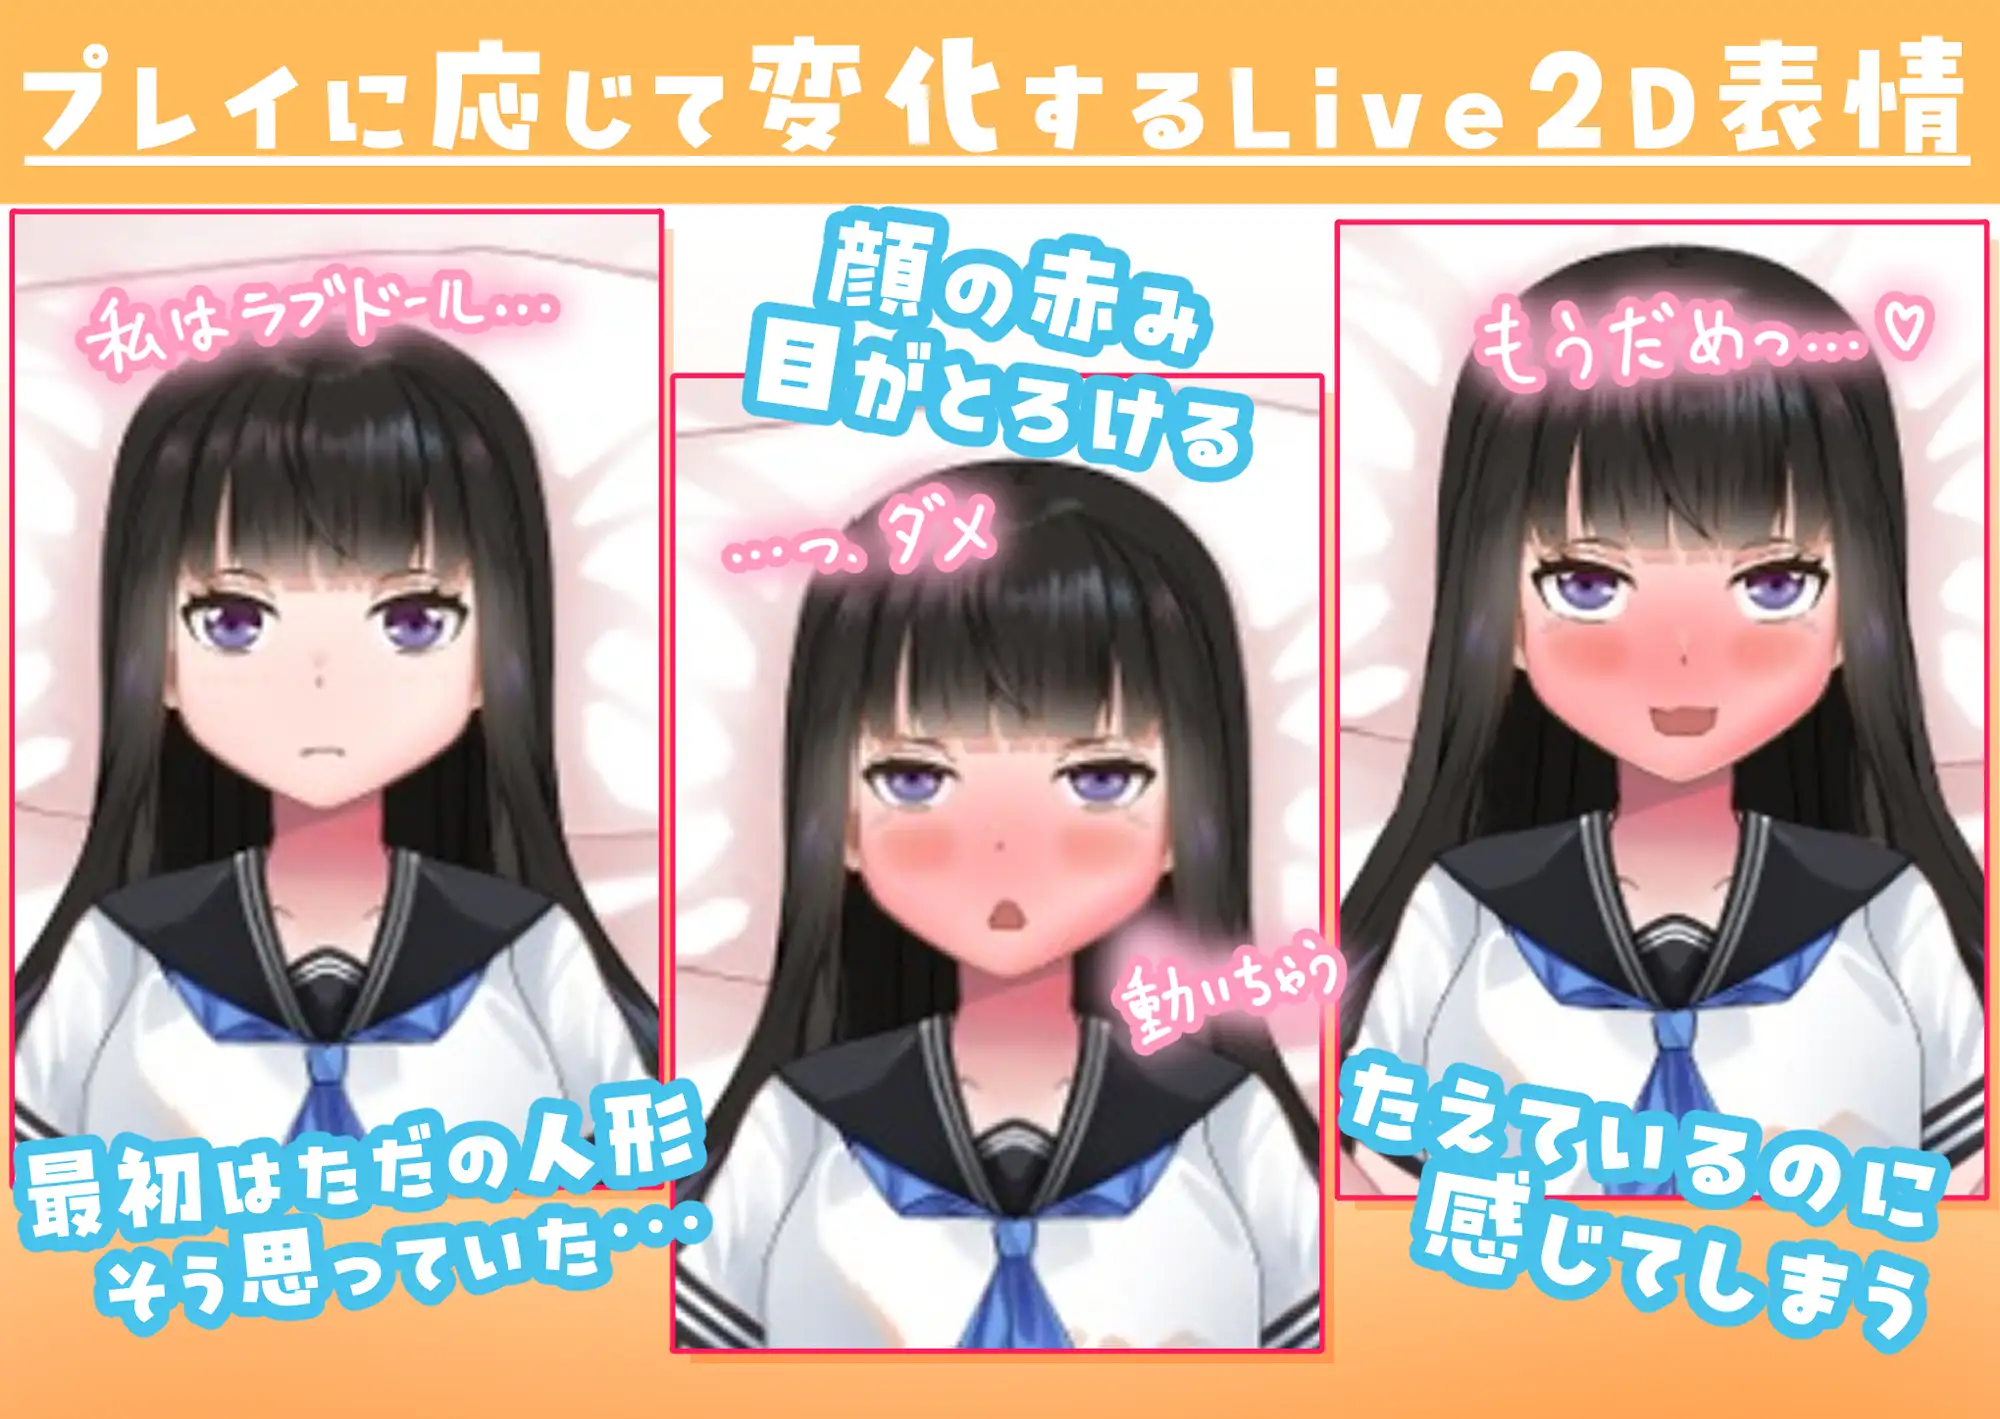 プレイに応じて変化するLive2D表情
私はラブドール…
最初はただの人形
そう思っていた…
顔の赤み
目がとろける
…っ、ダメ
動いちゃう
もうだめっ…♡
たえているのに
感じてしまう